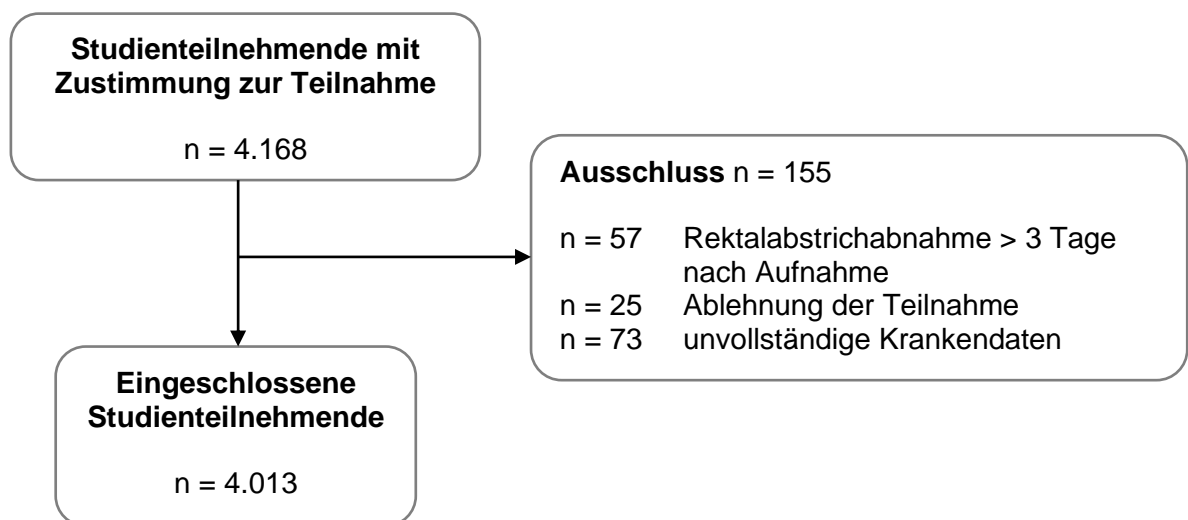 Studienteilnehmende mit
Zustimmung zur Teilnahme
n = 4.168
Ausschluss n = 155
n = 57 Rektalabstrichabnahme > 3 Tage
nach Aufnahme
n = 25 Ablehnung der Teilnahme
n = 73 unvollständige Krankendaten
Eingeschlossene
Studienteilnehmende
n = 4.013